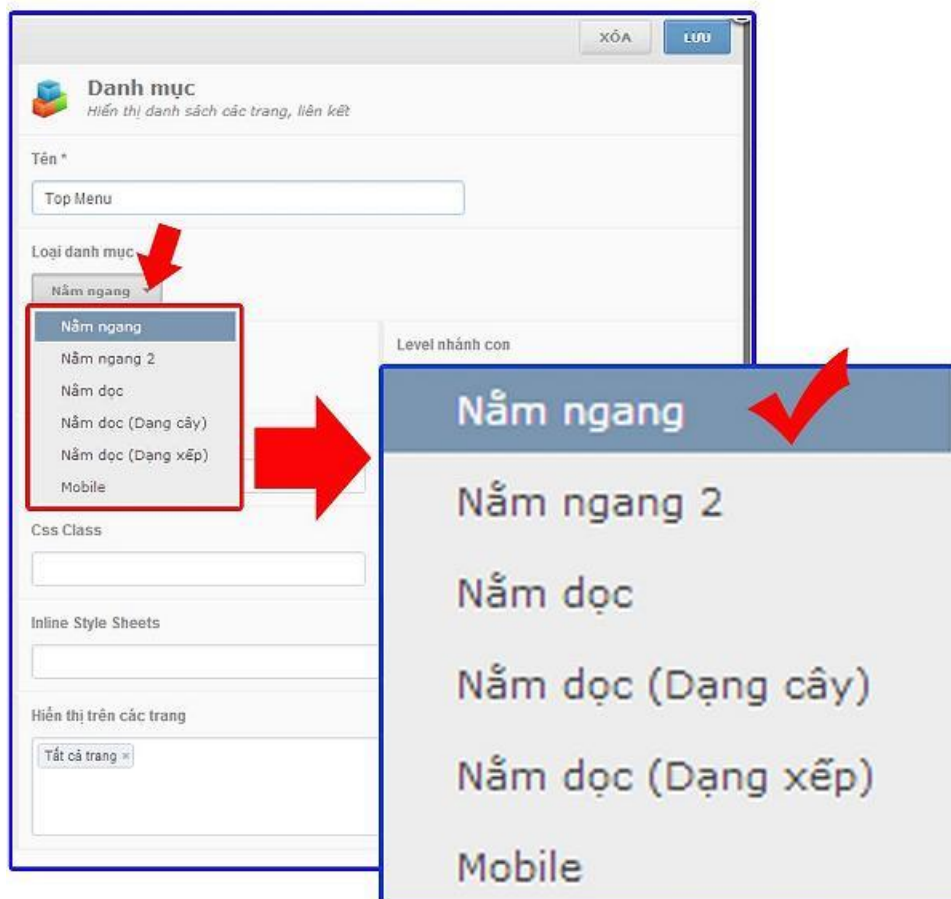 XÓA
LƯU
Danh mục
Hiển thị danh sách các trang, liên kết
Tên *
Top Menu
Loại danh mục
Nằm ngang
Nằm ngang
Nằm ngang 2
Nằm dọc
Nằm dọc (Dạng cây)
Nằm dọc (Dạng xếp)
Mobile
Level nhánh con
Css Class
Inline Style Sheets
Hiển thị trên các trang
Tất cả trang ×
Nằm ngang
Nằm ngang 2
Nằm dọc
Nằm dọc (Dạng cây)
Nằm dọc (Dạng xếp)
Mobile